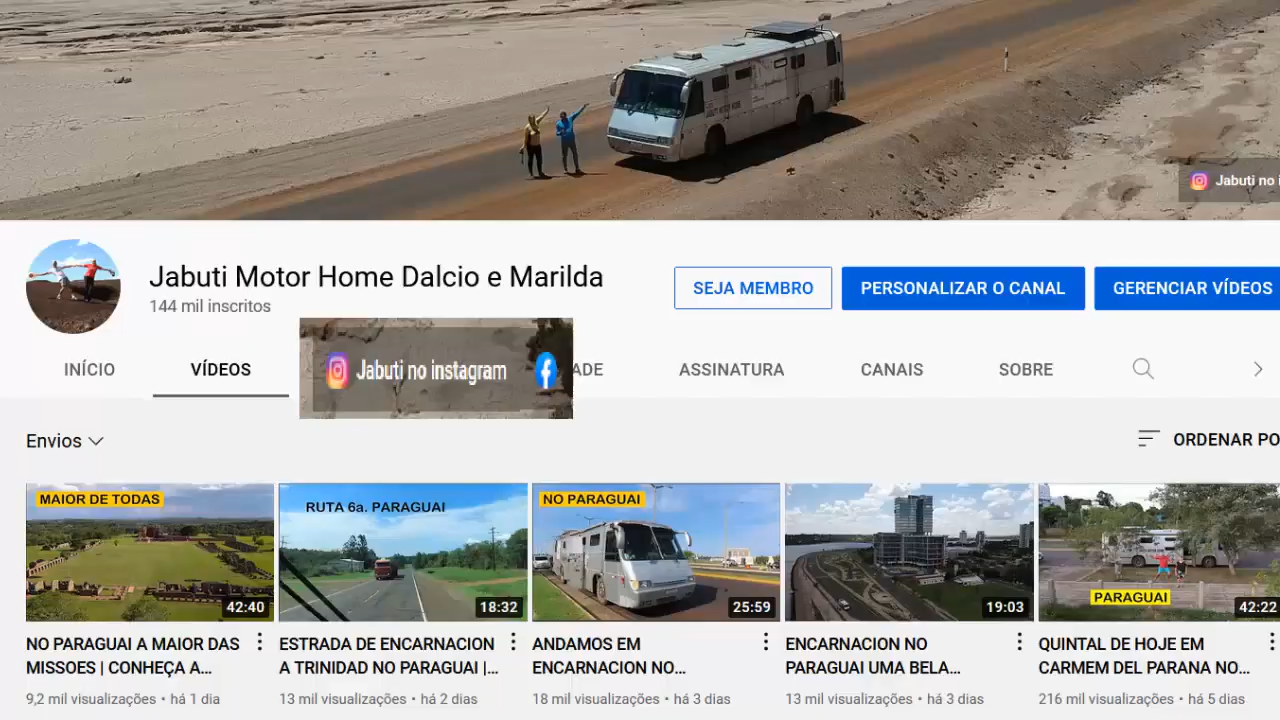 Jabuti no i
Jabuti Motor Home Dalcio e Marilda
144 mil inscritos
SEJA MEMBRO
PERSONALIZAR O CANAL
GERENCIAR VÍDEOS
INÍCIO
VÍDEOS
Jabuti no instagram
ADE
ASSINATURA
CANAIS
SOBRE
Envios
ORDENAR PO
MAIOR DE TODAS
42:40
RUTA 6a. PARAGUAI
18:32
NO PARAGUAI
25:59
19:03
PARAGUAI
42:22
NO PARAGUAI A MAIOR DAS
MISSOES | CONHEÇA A...
9,2 mil visualizações • há 1 dia
ESTRADA DE ENCARNACION
A TRINIDAD NO PARAGUAI |...
13 mil visualizações • há 2 dias
ANDAMOS EM
ENCARNACION NO...
18 mil visualizações • há 3 dias
ENCARNACION NO
PARAGUAI UMA BELA...
13 mil visualizações • há 3 dias
QUINTAL DE HOJE EM
CARMEM DEL PARANA NO...
216 mil visualizações • há 5 dias